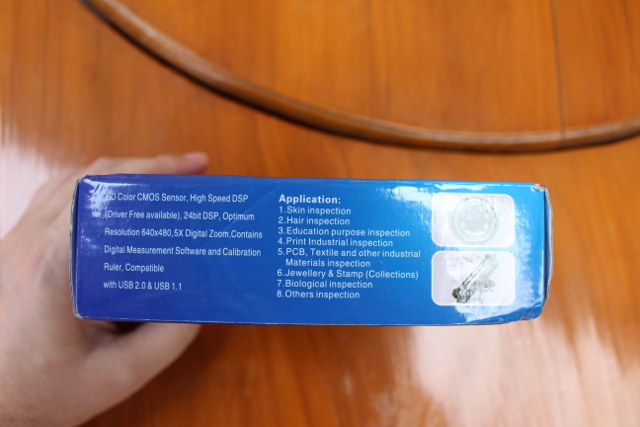 Color CMOS Sensor, High Speed DSP
(Driver Free available), 24bit DSP, Optimum
Resolution 640x480,5X Digital Zoom,Contains
Digital Measurement Software and Calibration
Ruler, Compatible
with USB 2.0 & USB 1.1
Application:
1.Skin inspection
2.Hair inspection
3.Education purpose inspection
4.Print Industrial inspection
5.PCB, Textile and other industrial
Materials inspection
6.Jewellery & Stamp (Collections)
7.Biological inspection
8.Others inspection